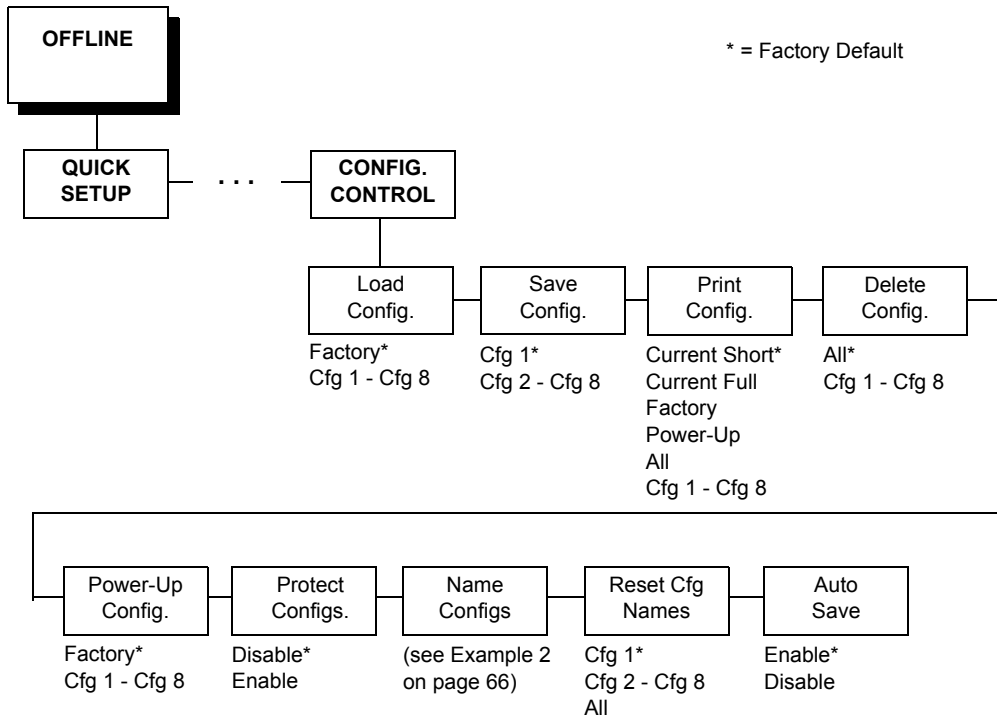 OFFLINE
* = Factory Default
QUICK
SETUP
. . .
CONFIG.
CONTROL
Load
Config.
Factory*
Cfg 1 - Cfg 8
Save
Config.
Cfg 1*
Cfg 2 - Cfg 8
Print
Config.
Current Short*
Current Full
Factory
Power-Up
All
Cfg 1 - Cfg 8
Delete
Config.
All*
Cfg 1 - Cfg 8
Power-Up
Config.
Factory*
Cfg 1 - Cfg 8
Protect
Configs.
Disable*
Enable
Name
Configs
(see Example 2
on page 66)
Reset Cfg
Names
Cfg 1*
Cfg 2 - Cfg 8
All
Auto
Save
Enable*
Disable